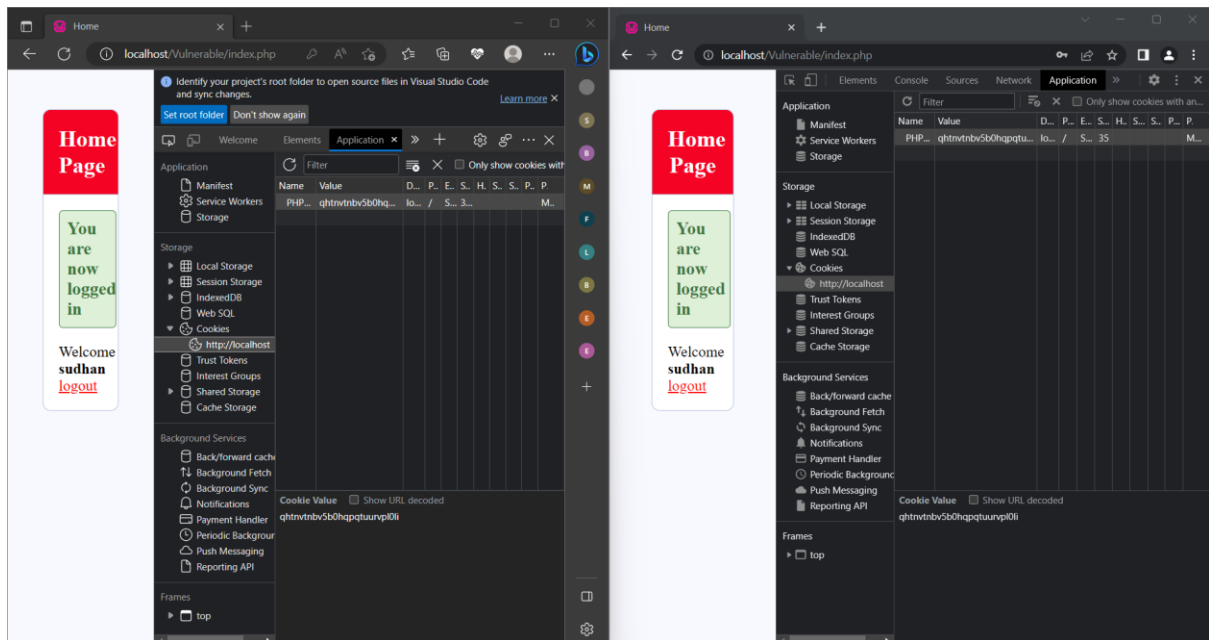 Home
localhost/Vulnerable/index.php
Home
Page
You
are
now
logged
in
Welcome
sudhan
logout
Identify your project's root folder to open source files in Visual Studio Code
and sync changes.
Learn more
Set root folder Don't show again
Welcome Elements Application
Application
Manifest
Service Workers
Storage
Storage
Local Storage
Session Storage
IndexedDB
Web SQL
Cookies
http://localhost
Trust Tokens
Interest Groups
Shared Storage
Cache Storage
Background Services
Back/forward cache
Background Fetch
Background Sync
Notifications
Payment Handler
Periodic Backgroun
Push Messaging
Reporting API
Frames
top
Filter Only show cookies with
Name Value D... P.. E.. S.. H. S.. S.. P.. P.
PHP... qhtnvtnbv5b0hq... lo... / S... 3... M..
Cookie Value Show URL decoded
qhtnvtnbv5b0hqpqtuurvpl0li
S
B
M
F
L
B
E
E
Home
localhost/Vulnerable/index.php
Home
Page
You
are
now
logged
in
Welcome
sudhan
logout
Elements Console Sources Network Application
Application
Manifest
Service Workers
Storage
Storage
Local Storage
Session Storage
IndexedDB
Web SQL
Cookies
http://localhost
Trust Tokens
Interest Groups
Shared Storage
Cache Storage
Background Services
Back/forward cache
Background Fetch
Background Sync
Notifications
Payment Handler
Periodic Background
Push Messaging
Reporting API
Frames
top
Filter Only show cookies with an...
Name Value D... P... E... S... H.. S... S.. P... P.
PHP... qhtnvtnbv5b0hqpqtu... lo... / S... 35 M...
Cookie Value Show URL decoded
qhtnvtnbv5b0hqpqtuurvpl0li